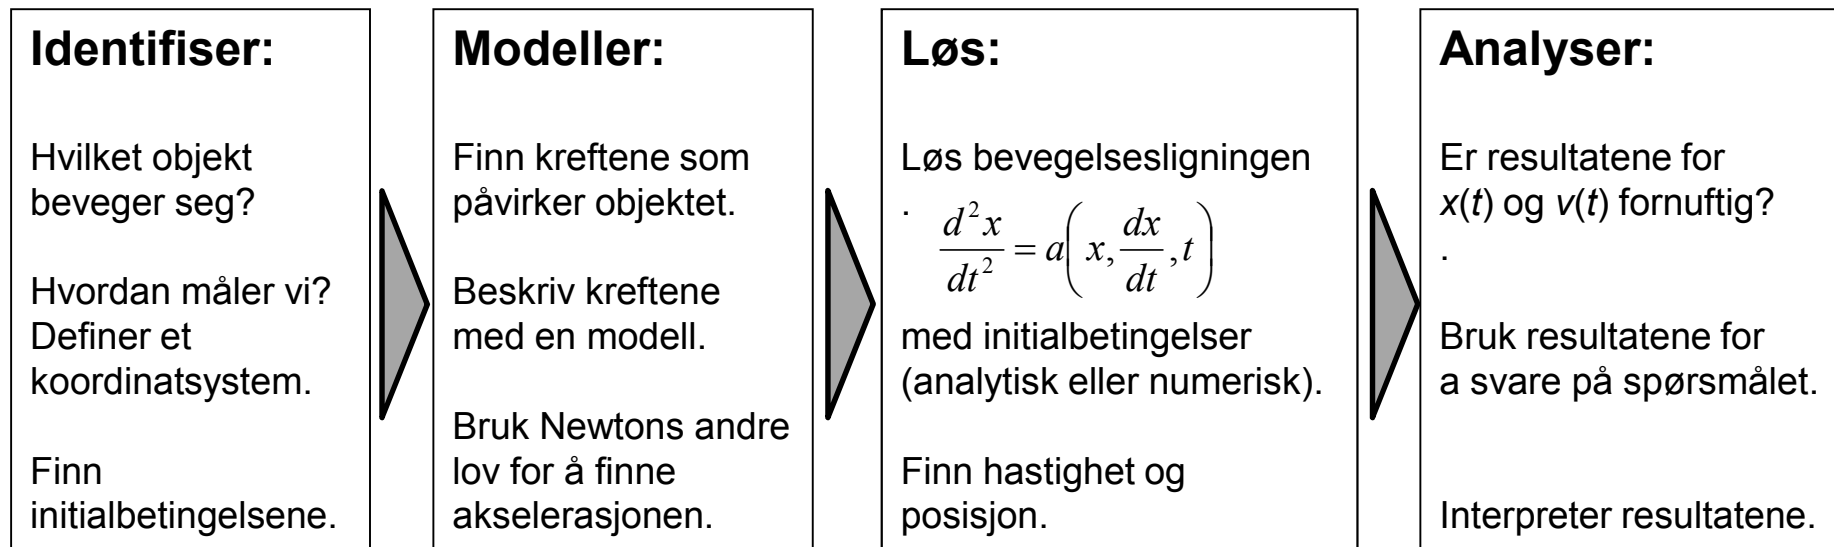 Identifiser:
Hvilket objekt
beveger seg?
Hvordan måler vi?
Definer et
koordinatsystem.
Finn
initialbetingelsene.
Modeller:
Finn kreftene som
påvirker objektet.
Beskriv kreftene
med en modell.
Bruk Newtons andre
lov for å finne
akselerasjonen.
Løs:
Løs bevegelsesligningen
. d²x/dt² = a(x, dx/dt, t)
med initialbetingelser
(analytisk eller numerisk).
Finn hastighet og
posisjon.
Analyser:
Er resultatene for
x(t) og v(t) fornuftig?
.
Bruk resultatene for
a svare på spørsmålet.
Interpreter resultatene.